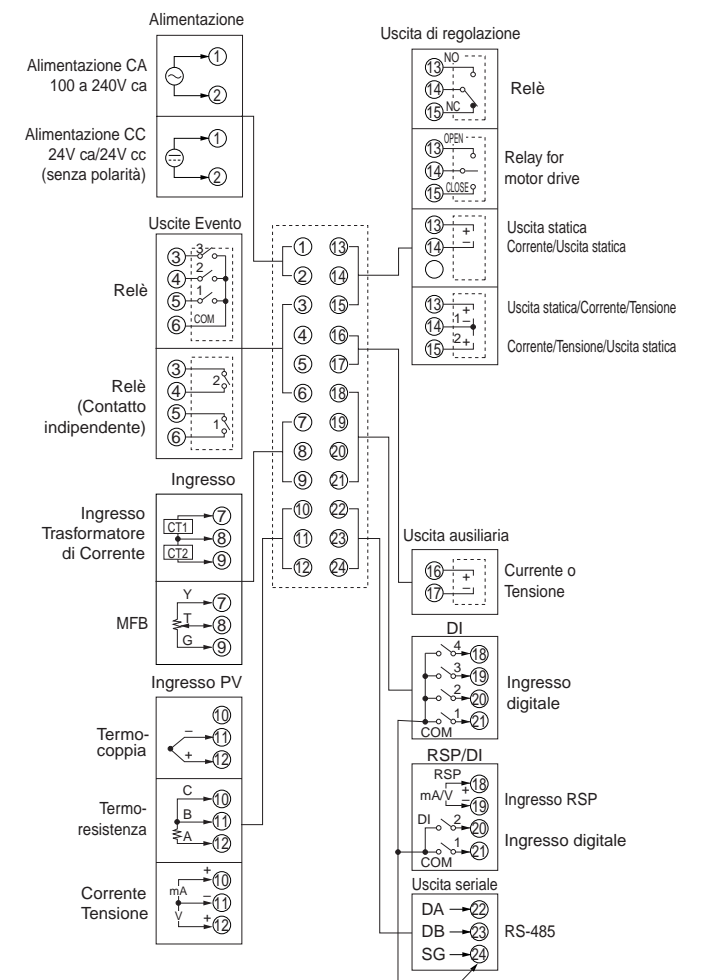 Alimentazione
Alimentazione CA
100 a 240V ca
1
2
Alimentazione CC
24V ca/24V cc
(senza polarità)
1
2
Uscite Evento
Relè
3 3
4 2
5 1
6 COM
Relè
(Contatto
indipendente)
3
4 2
5
6 1
Ingresso
Ingresso
Trasformatore
di Corrente
CT1 7
8
CT2 9
MFB
Y 7
T 8
G 9
Ingresso PV
Termo-
coppia
10
– 11
+ 12
Termo-
resistenza
C 10
B 11
A 12
Corrente
Tensione
+ 10
mA
– 11
V + 12
1 13
2 14
3 15
4 16
5 17
6 18
7 19
8 20
9 21
10 22
11 23
12 24
Uscita di regolazione
13 NO
14
15 NC
Relè
13 OPEN
14
15 CLOSE
Relay for
motor drive
13 +
14 –
Uscita statica
Corrente/Uscita statica
13 +
14 1 –
15 2 +
Uscita statica/Corrente/Tensione
Corrente/Tensione/Uscita statica
Uscita ausiliaria
16 +
17 –
Currente o
Tensione
DI
4 18
3 19
2 20
1 21
COM
Ingresso
digitale
RSP/DI
RSP
mA/V
+ 18
– 19
Ingresso RSP
DI 2 20
1 21
COM
Ingresso digitale
Uscita seriale
DA 22
DB 23
SG 24
RS-485